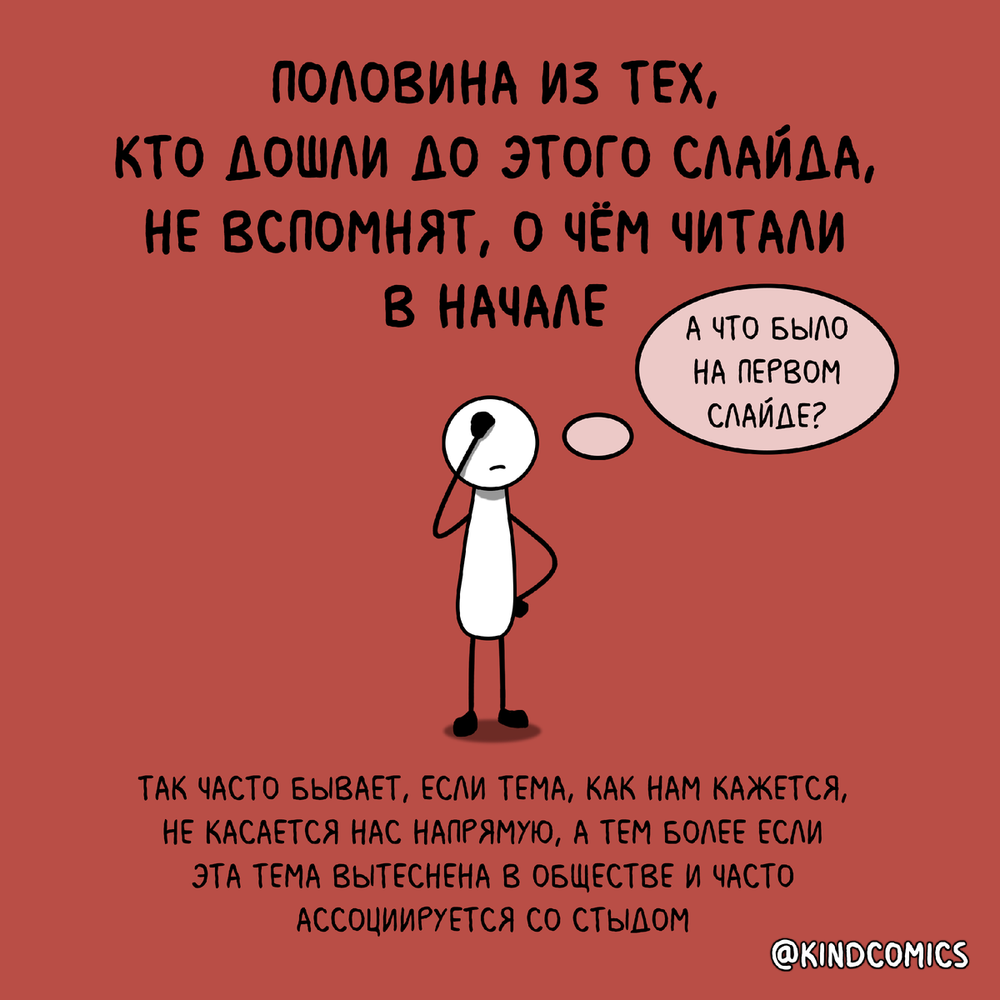 ПОЛОВИНА ИЗ ТЕХ,
КТО ДОШЛИ ДО ЭТОГО СЛАЙДА,
НЕ ВСПОМНЯТ, О ЧЁМ ЧИТАЛИ
В НАЧАЛЕ
А ЧТО БЫЛО
НА ПЕРВОМ
СЛАЙДЕ?
ТАК ЧАСТО БЫВАЕТ, ЕСЛИ ТЕМА, КАК НАМ КАЖЕТСЯ,
НЕ КАСАЕТСЯ НАС НАПРЯМУЮ, А ТЕМ БОЛЕЕ ЕСЛИ
ЭТА ТЕМА ВЫТЕСНЕНА В ОБЩЕСТВЕ И ЧАСТО
АССОЦИИРУЕТСЯ СО СТЫДОМ
@KINDCOMICS